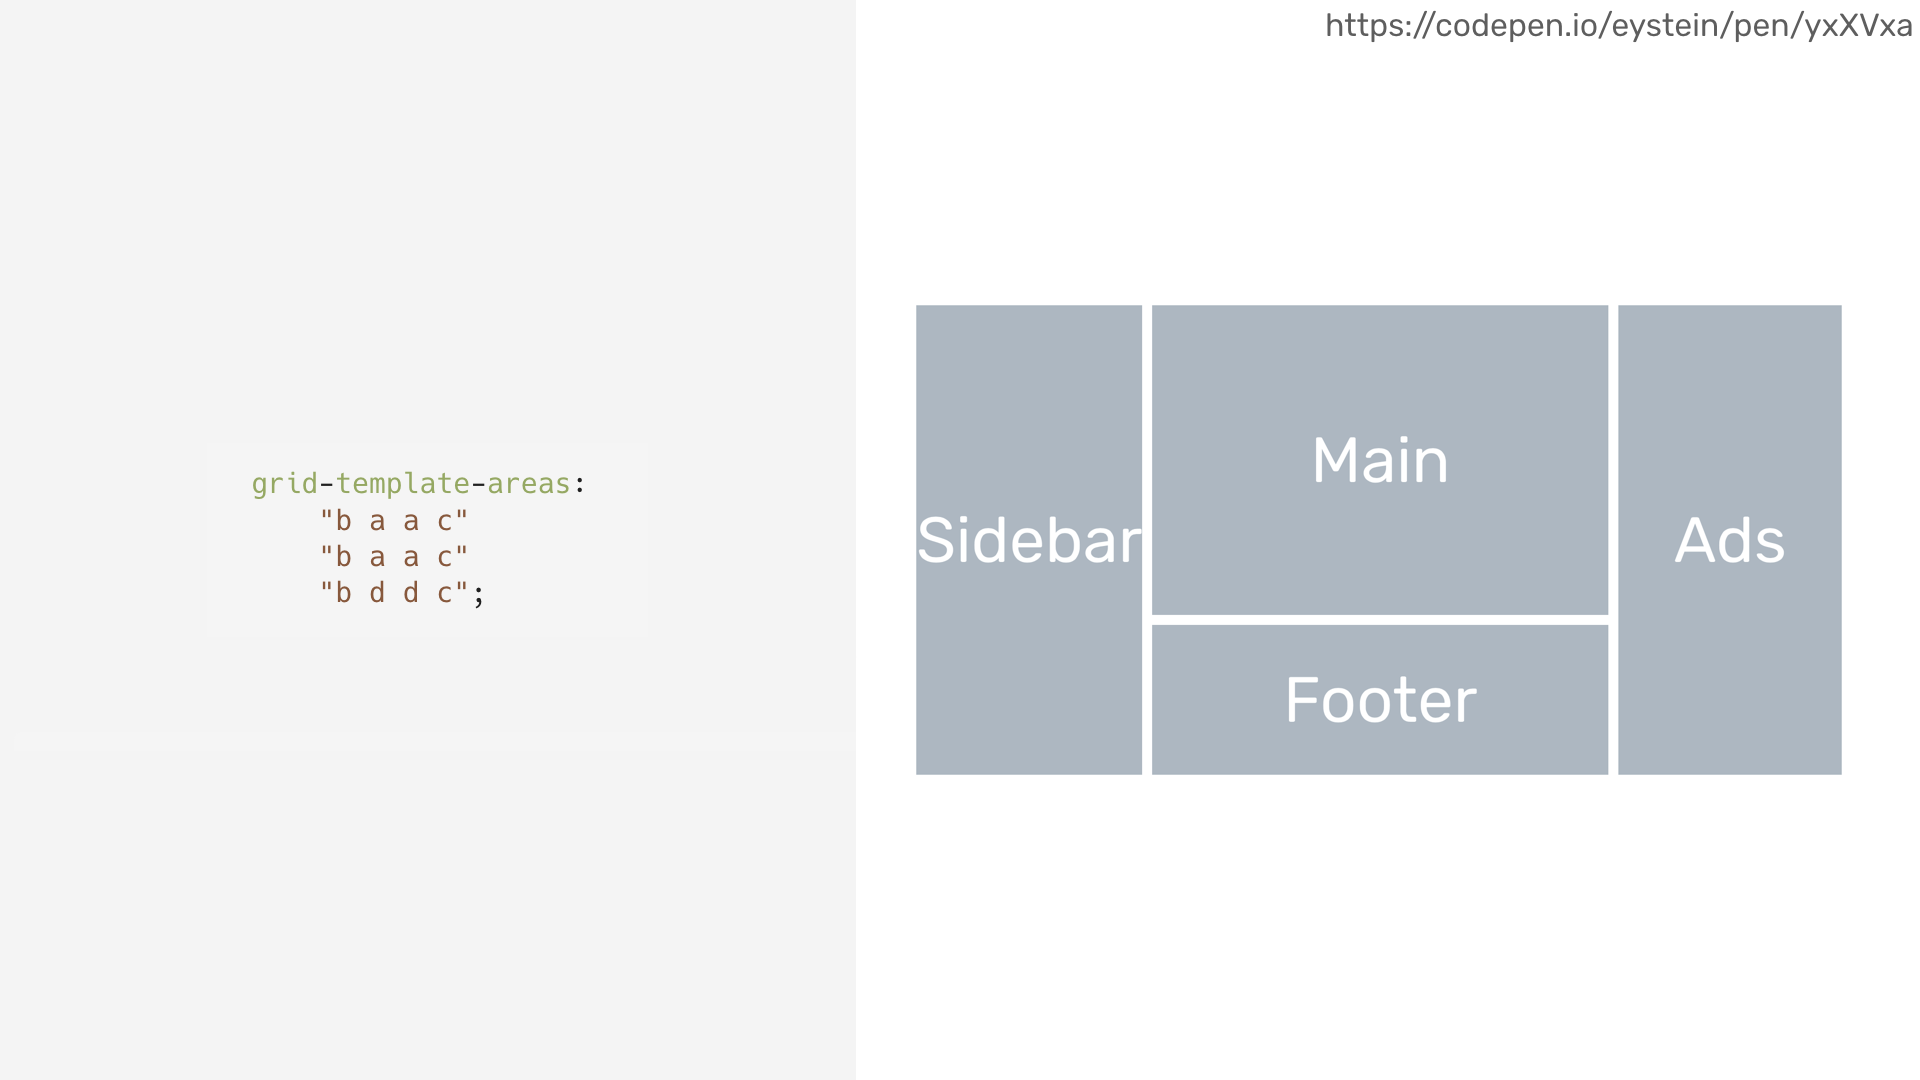 https://codepen.io/eystein/pen/yxXVxa
grid-template-areas:
"b a a c"
"b a a c"
"b d d c";
Sidebar
Main
Footer
Ads